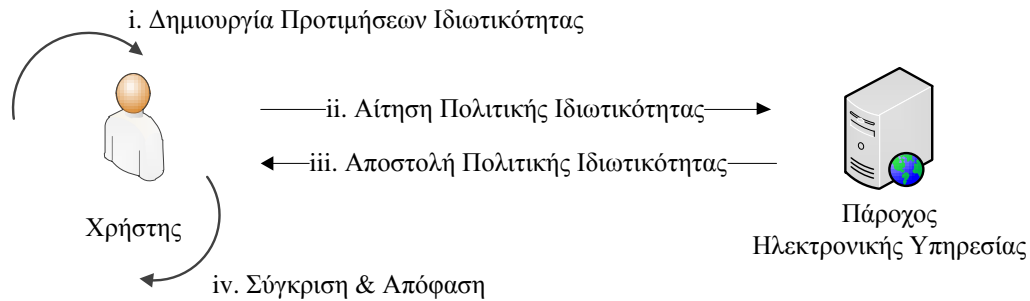 i. Δημιουργία Προτιμήσεων Ιδιωτικότητας
ii. Αίτηση Πολιτικής Ιδιωτικότητας
iii. Αποστολή Πολιτικής Ιδιωτικότητας
Χρήστης
Πάροχος
Ηλεκτρονικής Υπηρεσίας
iv. Σύγκριση & Απόφαση